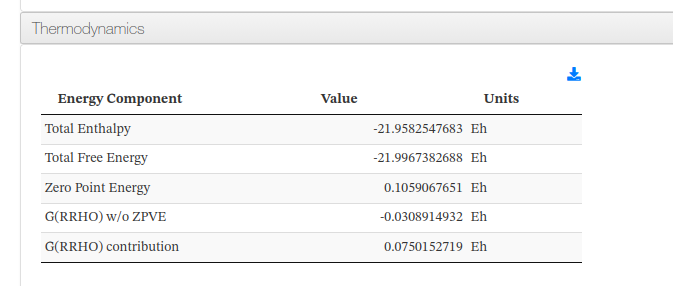 Thermodynamics
Energy Component Value Units
Total Enthalpy -21.9582547683 Eh
Total Free Energy -21.9967382688 Eh
Zero Point Energy 0.1059067651 Eh
G(RRHO) w/o ZPVE -0.0308914932 Eh
G(RRHO) contribution 0.0750152719 Eh